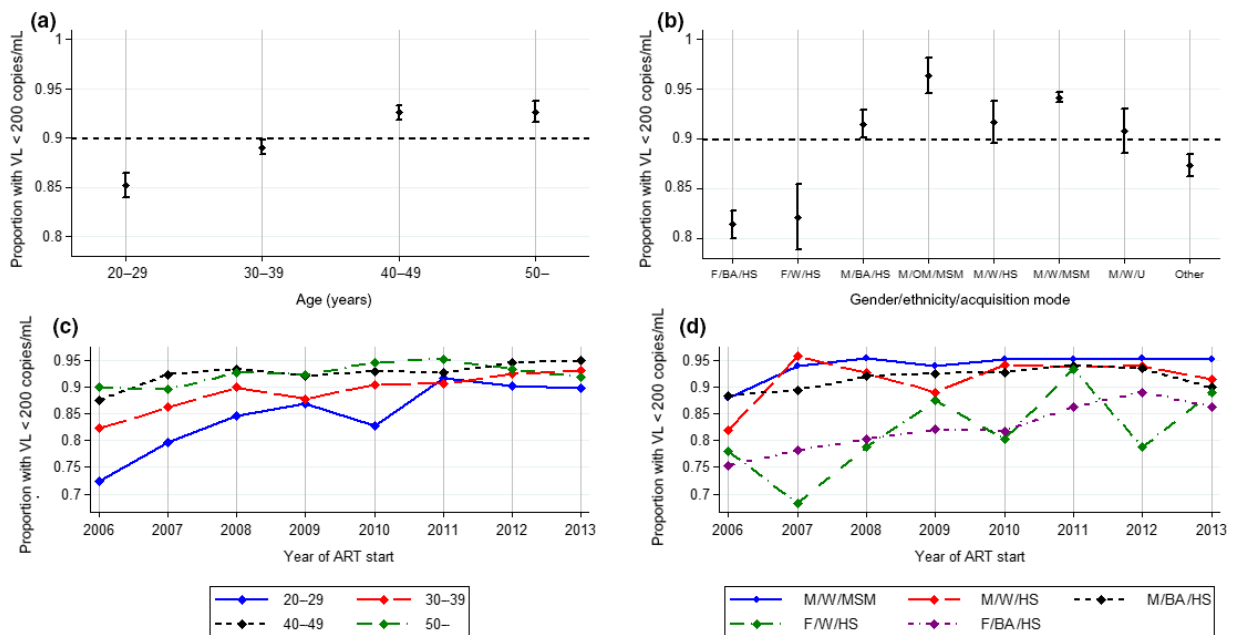 (a)
Proportion with VL < 200 copies/mL
1
0.95
0.9
0.85
0.8
20–29 30–39 40–49 50–
Age (years)
(b)
Proportion with VL < 200 copies/mL
1
0.95
0.9
0.85
0.8
F/BA/HS F/W/HS M/BA/HS M/OM/MSM M/W/HS M/W/MSM M/W/U Other
Gender/ethnicity/acquisition mode
(c)
Proportion with VL < 200 copies/mL
0.95
0.9
0.85
0.8
0.75
0.7
2006 2007 2008 2009 2010 2011 2012 2013
Year of ART start
20–29 30–39
40–49 50–
(d)
Proportion with VL < 200 copies/mL
0.95
0.9
0.85
0.8
0.75
0.7
2006 2007 2008 2009 2010 2011 2012 2013
Year of ART start
M/W/MSM M/W/HS M/BA/HS
F/W/HS F/BA/HS